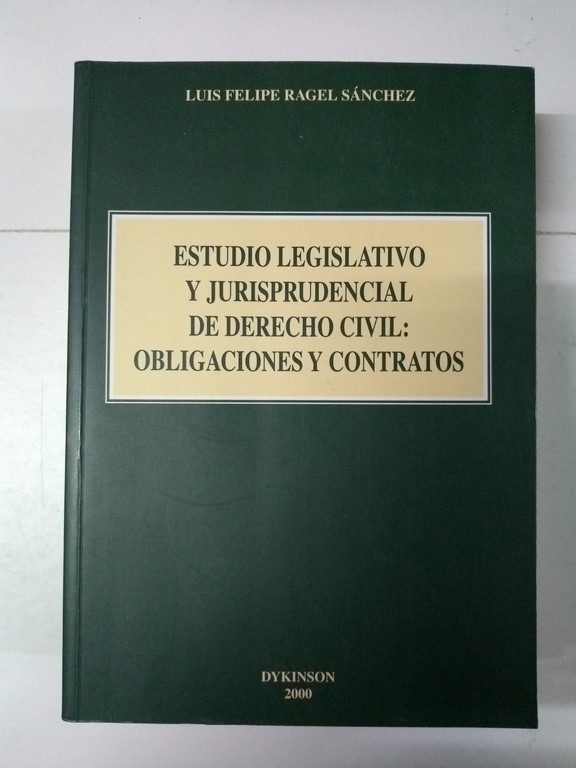 LUIS FELIPE RAGEL SÁNCHEZ
ESTUDIO LEGISLATIVO
Y JURISPRUDENCIAL
DE DERECHO CIVIL:
OBLIGACIONES Y CONTRATOS
DYKINSON
2000